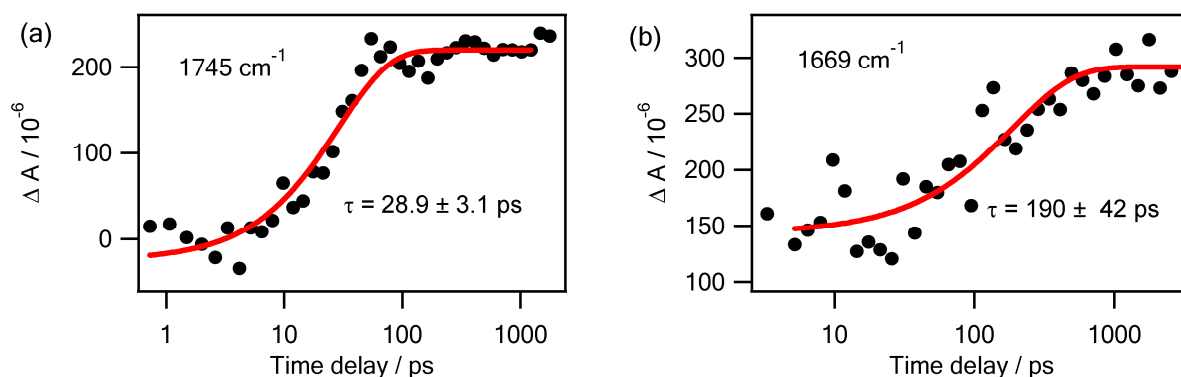 (a)
1745 cm⁻¹
τ = 28.9 ± 3.1 ps
Δ A / 10⁻⁶
200
100
0
1
10
100
1000
Time delay / ps
(b)
1669 cm⁻¹
τ = 190 ± 42 ps
Δ A / 10⁻⁶
300
250
200
150
100
10
100
1000
Time delay / ps